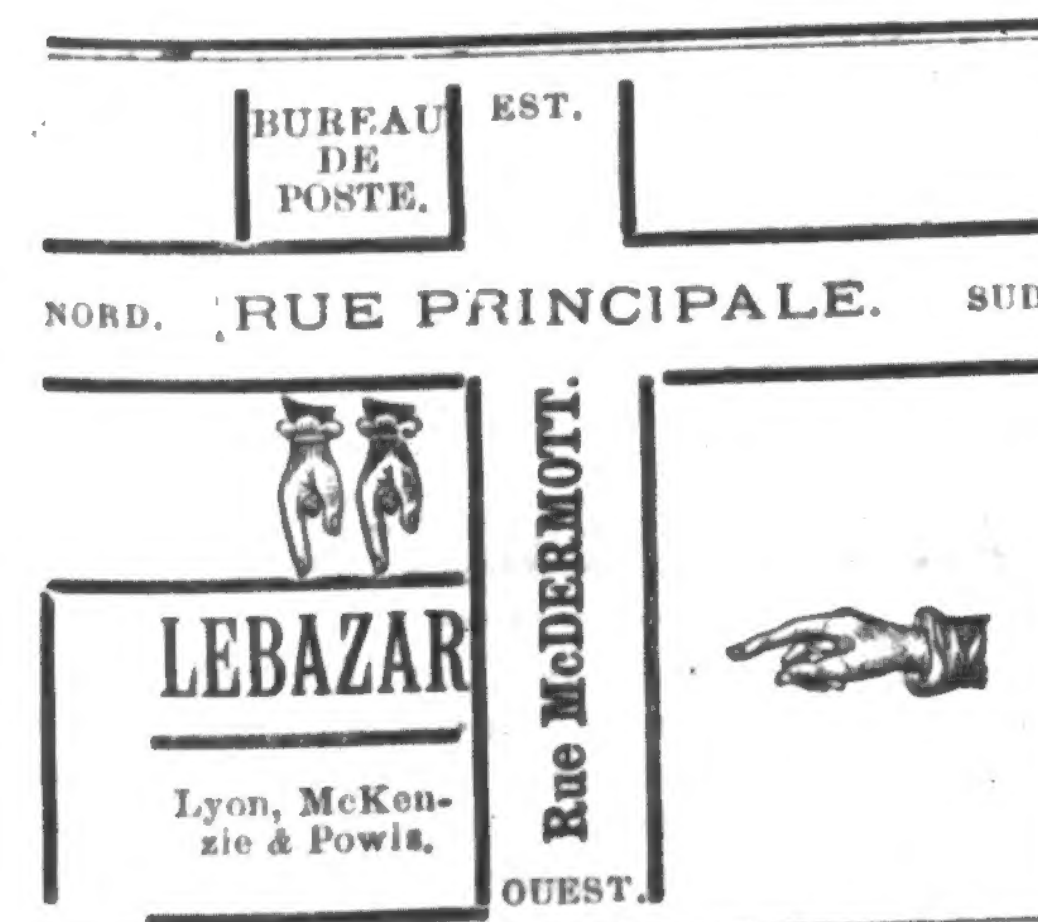 BUREAU
DE
POSTE.
EST.
NORD. RUE PRINCIPALE. SUD
Rue McDERMOTT.
LEBAZAR
Lyon, McKen-
zie & Powis.
OUEST.